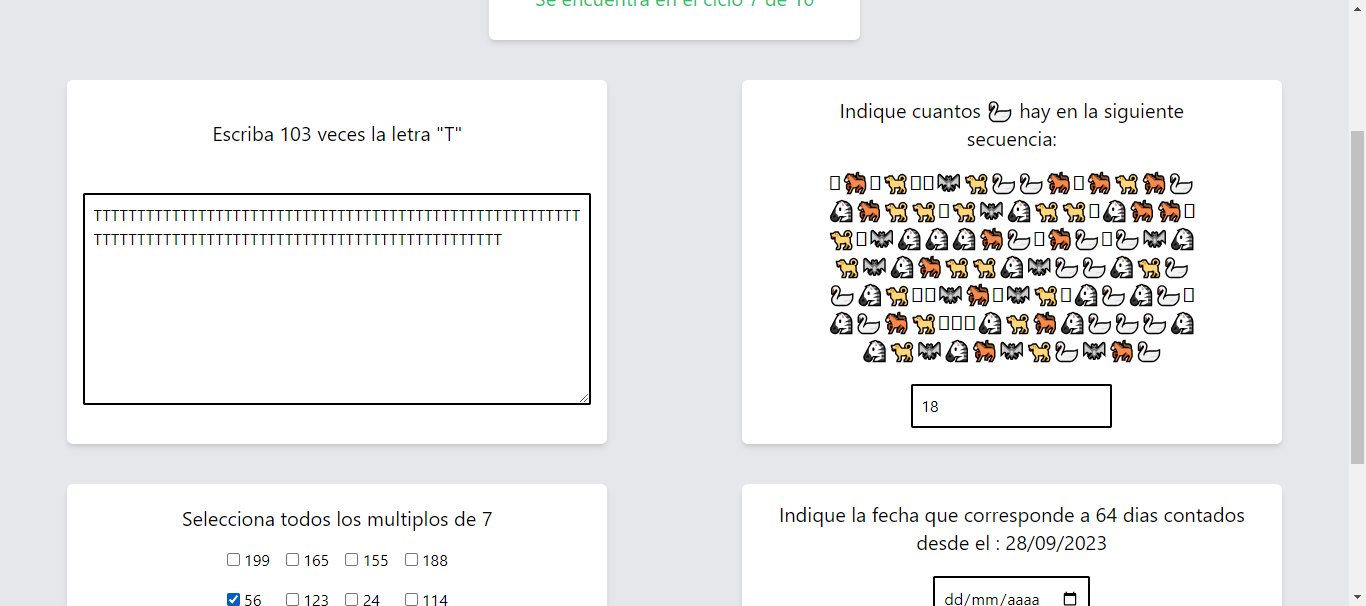 Se encuentra en el ciclo 7 de 10
Escriba 103 veces la letra "T"
TTTTTTTTTTTTTTTTTTTTTTTTTTTTTTTTTTTTTTTTTTTTTTTTTTTTTTTT
TTTTTTTTTTTTTTTTTTTTTTTTTTTTTTTTTTTTTTTTTTTTTTT
Indique cuantos 🦢 hay en la siguiente
secuencia:
18
Selecciona todos los multiplos de 7
199 165 155 188
56 123 24 114
Indique la fecha que corresponde a 64 dias contados
desde el : 28/09/2023
dd/mm/aaaa